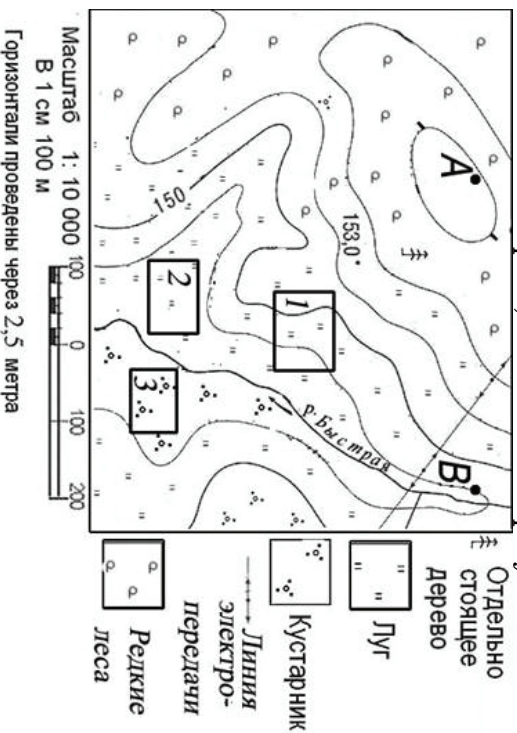 А
В
153,0
150
1
2
3
р. Быстрая
Масштаб 1: 10 000
В 1 см 100 м
100 0 100 200
Горизонтали проведены через 2,5 метра
Отдельно
стоящее
дерево
Луг
Кустарник
Линия
электро-
передачи
Редкие
леса